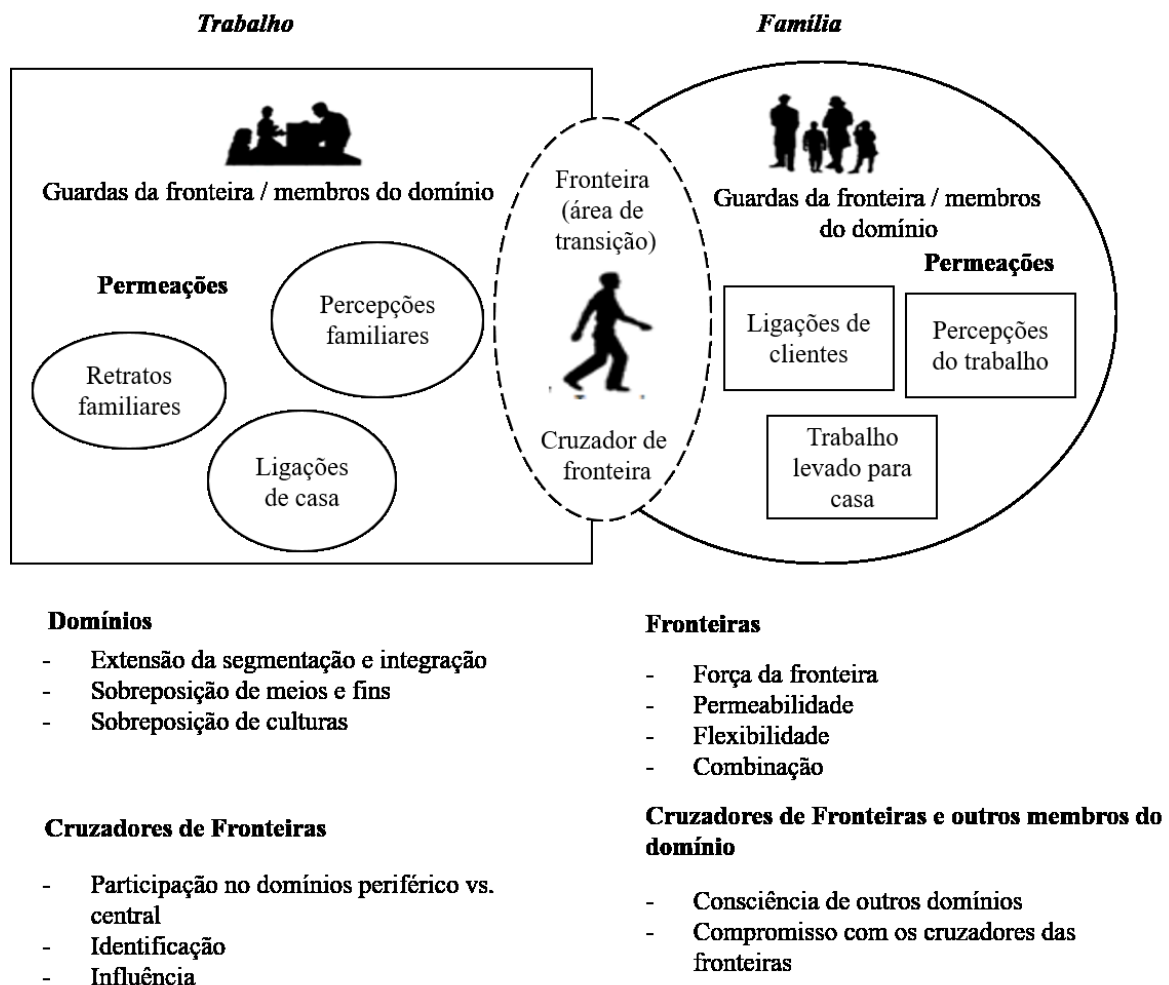 Trabalho
Família
Guardas da fronteira / membros do domínio
Permeações
Percepções
familiares
Retratos
familiares
Ligações
de casa
Fronteira
(área de
transição)
Cruzador de
fronteira
Guardas da fronteira / membros
do domínio
Permeações
Ligações de
clientes
Percepções
do trabalho
Trabalho
levado para
casa
Domínios
- Extensão da segmentação e integração
- Sobreposição de meios e fins
- Sobreposição de culturas
Fronteiras
- Força da fronteira
- Permeabilidade
- Flexibilidade
- Combinação
Cruzadores de Fronteiras
- Participação no domínios periférico vs.
central
- Identificação
- Influência
Cruzadores de Fronteiras e outros membros do
domínio
- Consciência de outros domínios
- Compromisso com os cruzadores das
fronteiras